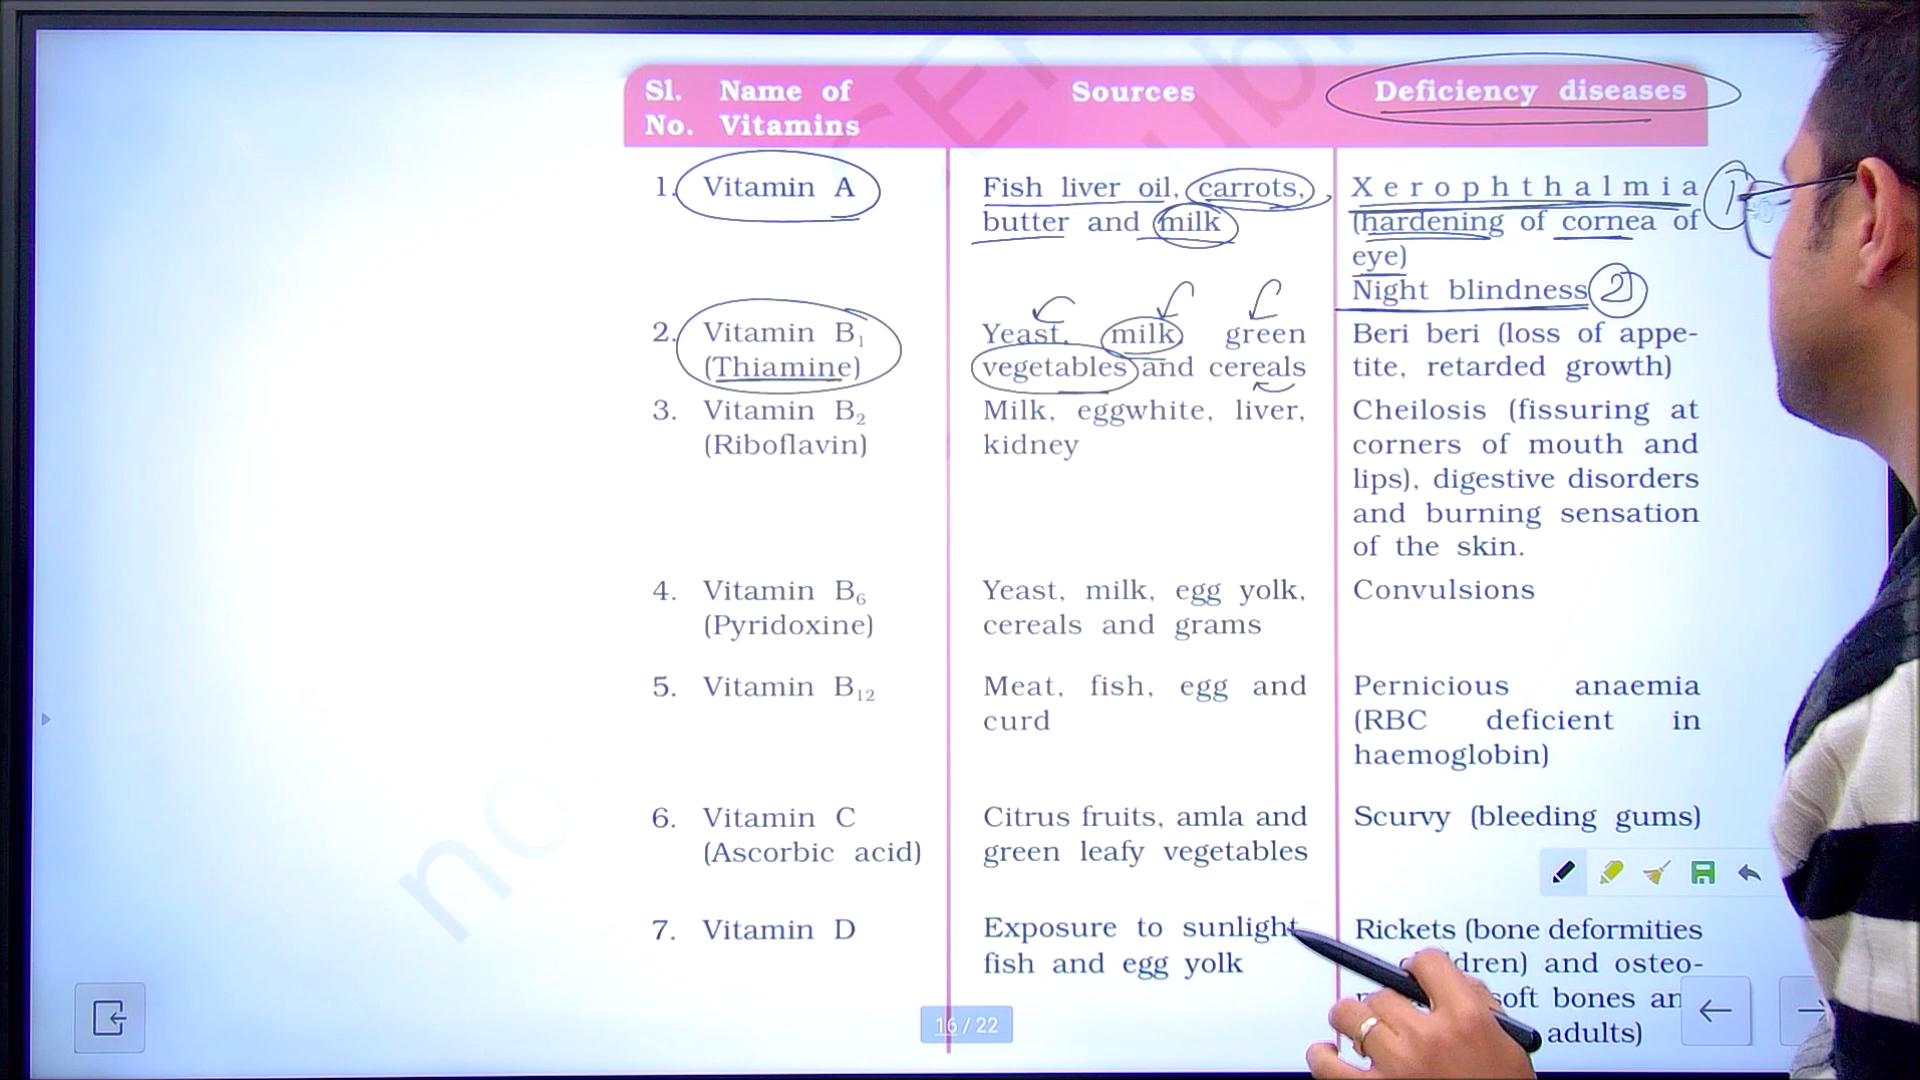 Sl. Name of Sources Deficiency diseases
No. Vitamins
1. Vitamin A Fish liver oil, carrots, Xerophthalmia 1
butter and milk (hardening of cornea of
eye)
Night blindness 2
2. Vitamin B₁ Yeast, milk, green Beri beri (loss of appe-
(Thiamine) vegetables and cereals tite, retarded growth)
3. Vitamin B₂ Milk, eggwhite, liver, Cheilosis (fissuring at
(Riboflavin) kidney corners of mouth and
lips), digestive disorders
and burning sensation
of the skin.
4. Vitamin B₆ Yeast, milk, egg yolk, Convulsions
(Pyridoxine) cereals and grams
5. Vitamin B₁₂ Meat, fish, egg and Pernicious anaemia
curd (RBC deficient in
haemoglobin)
6. Vitamin C Citrus fruits, amla and Scurvy (bleeding gums)
(Ascorbic acid) green leafy vegetables
7. Vitamin D Exposure to sunlight, Rickets (bone deformities
fish and egg yolk and osteo-
soft bones
adults)
16 / 22